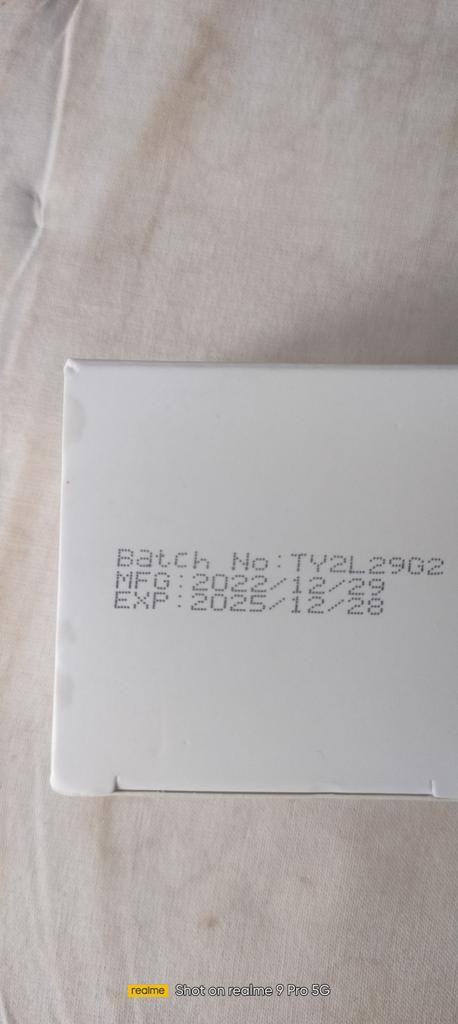 Batch No:TY2L29G2
MFG:2022/12/29
EXP:2025/12/28
realme Shot on realme 9 Pro 5G